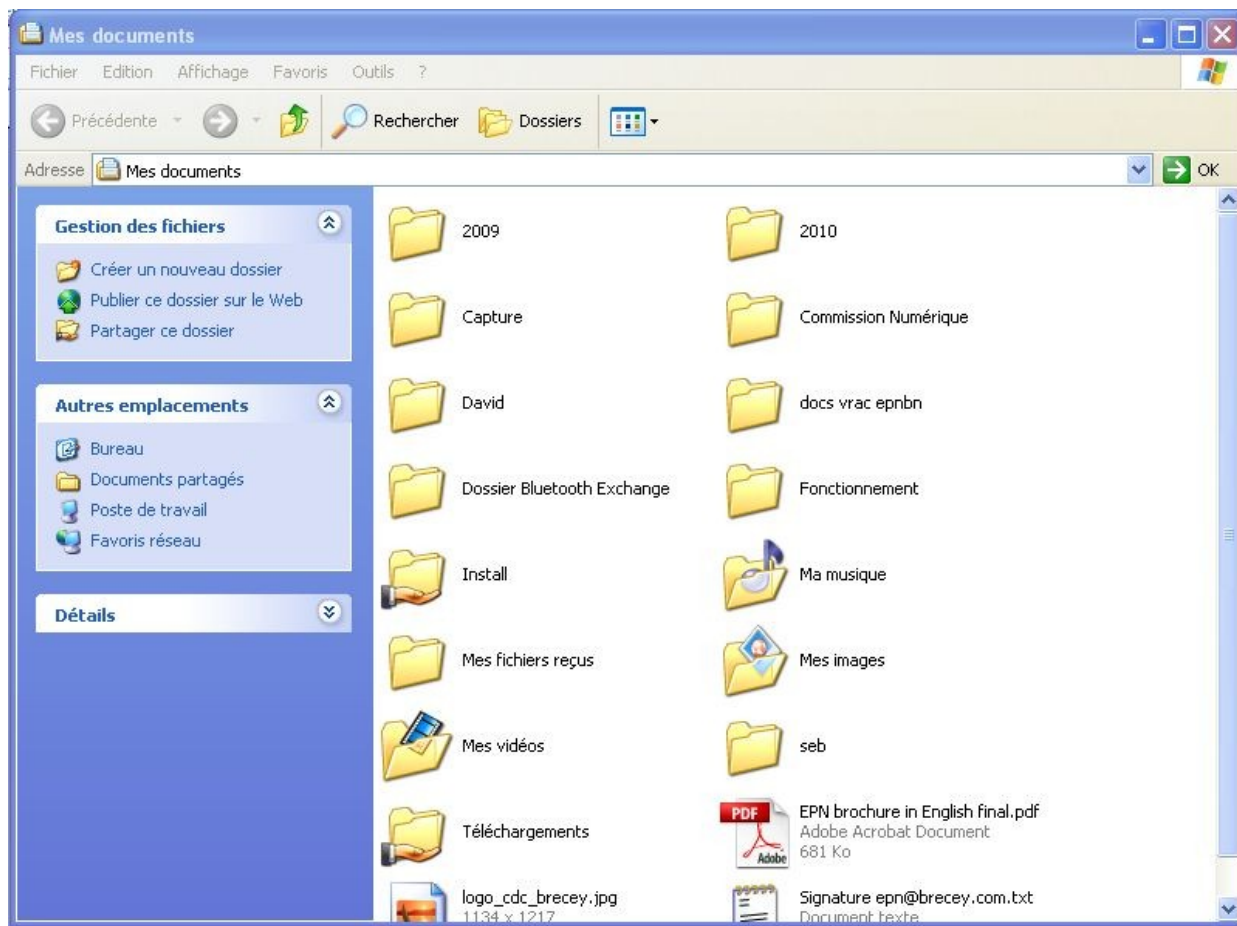 Mes documents
Fichier Edition Affichage Favoris Outils ?
Précédente Rechercher Dossiers
Adresse Mes documents OK
Gestion des fichiers
Créer un nouveau dossier
Publier ce dossier sur le Web
Partager ce dossier
Autres emplacements
Bureau
Documents partagés
Poste de travail
Favoris réseau
Détails
2009
2010
Capture
Commission Numérique
David
docs vrac epnbn
Dossier Bluetooth Exchange
Fonctionnement
Install
Ma musique
Mes fichiers reçus
Mes images
Mes vidéos
seb
Téléchargements
PDF
Adobe
EPN brochure in English final.pdf
Adobe Acrobat Document
681 Ko
logo_cdc_brecey.jpg
1134 x 1217
Signature epn@brecey.com.txt
Document texte